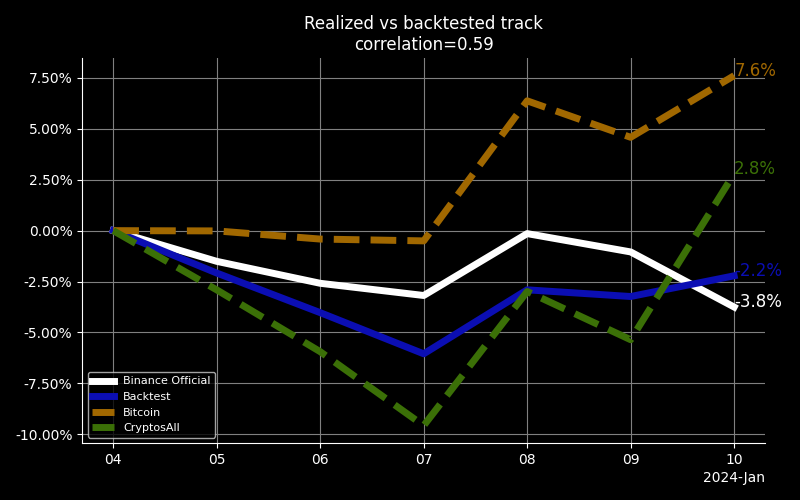 Realized vs backtested track
correlation=0.59
7.50%
5.00%
2.50%
0.00%
-2.50%
-5.00%
-7.50%
-10.00%
7.6%
2.8%
-2.2%
-3.8%
Binance Official
Backtest
Bitcoin
CryptosAll
04 05 06 07 08 09 10
2024-Jan